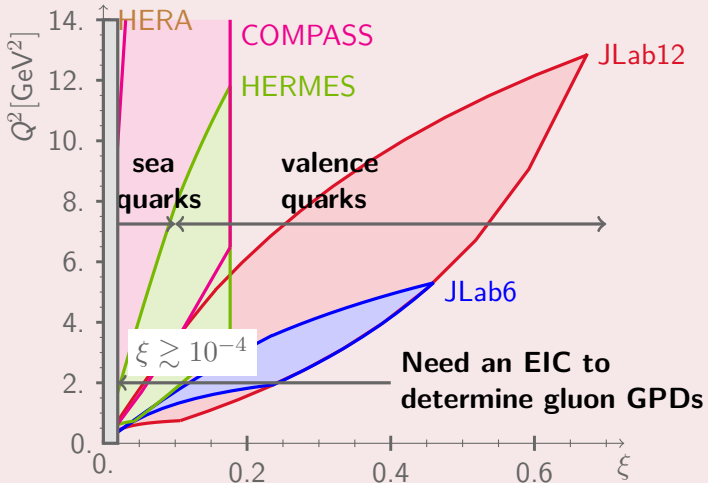 14.
HERA
COMPASS
JLab12
12.
HERMES
Q²[GeV²]
10.
sea
quarks
valence
quarks
8.
6.
JLab6
4.
ξ ≳ 10⁻⁴
Need an EIC to
determine gluon GPDs
2.
0.
0.
0.2
0.4
0.6
ξ